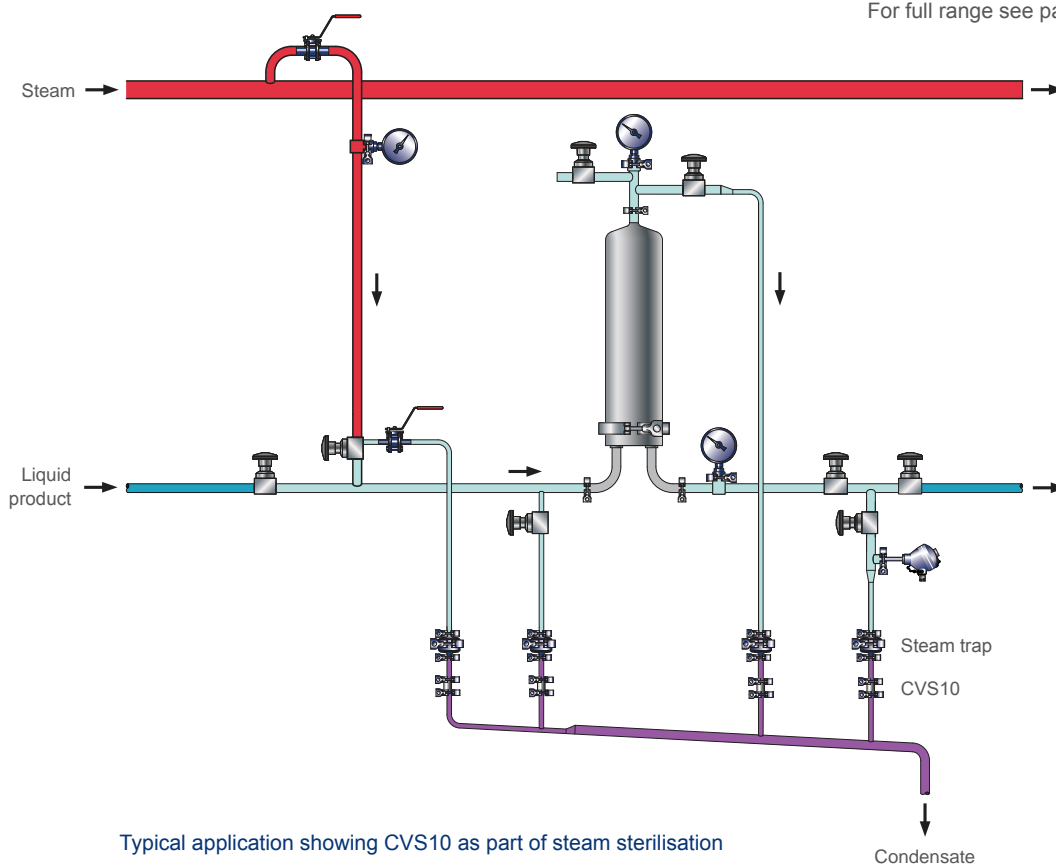 For full range see pa
Steam
Liquid
product
Steam trap
CVS10
Typical application showing CVS10 as part of steam sterilisation
Condensate